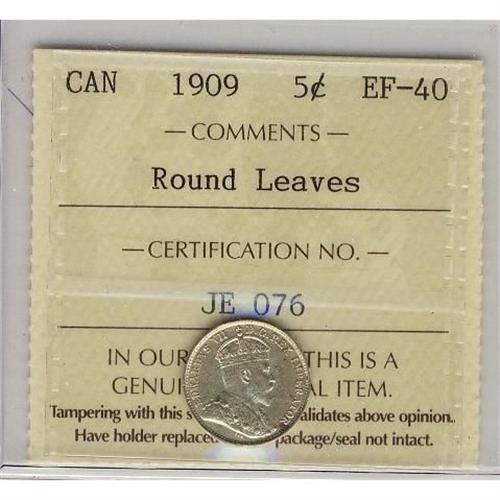 CAN 1909 5¢ EF-40
— COMMENTS —
Round Leaves
— CERTIFICATION NO. —
JE 076
IN OUR THIS IS A
GENUI AL ITEM.
Tampering with this s alidates above opinion..
Have holder replaced package/seal not intact.